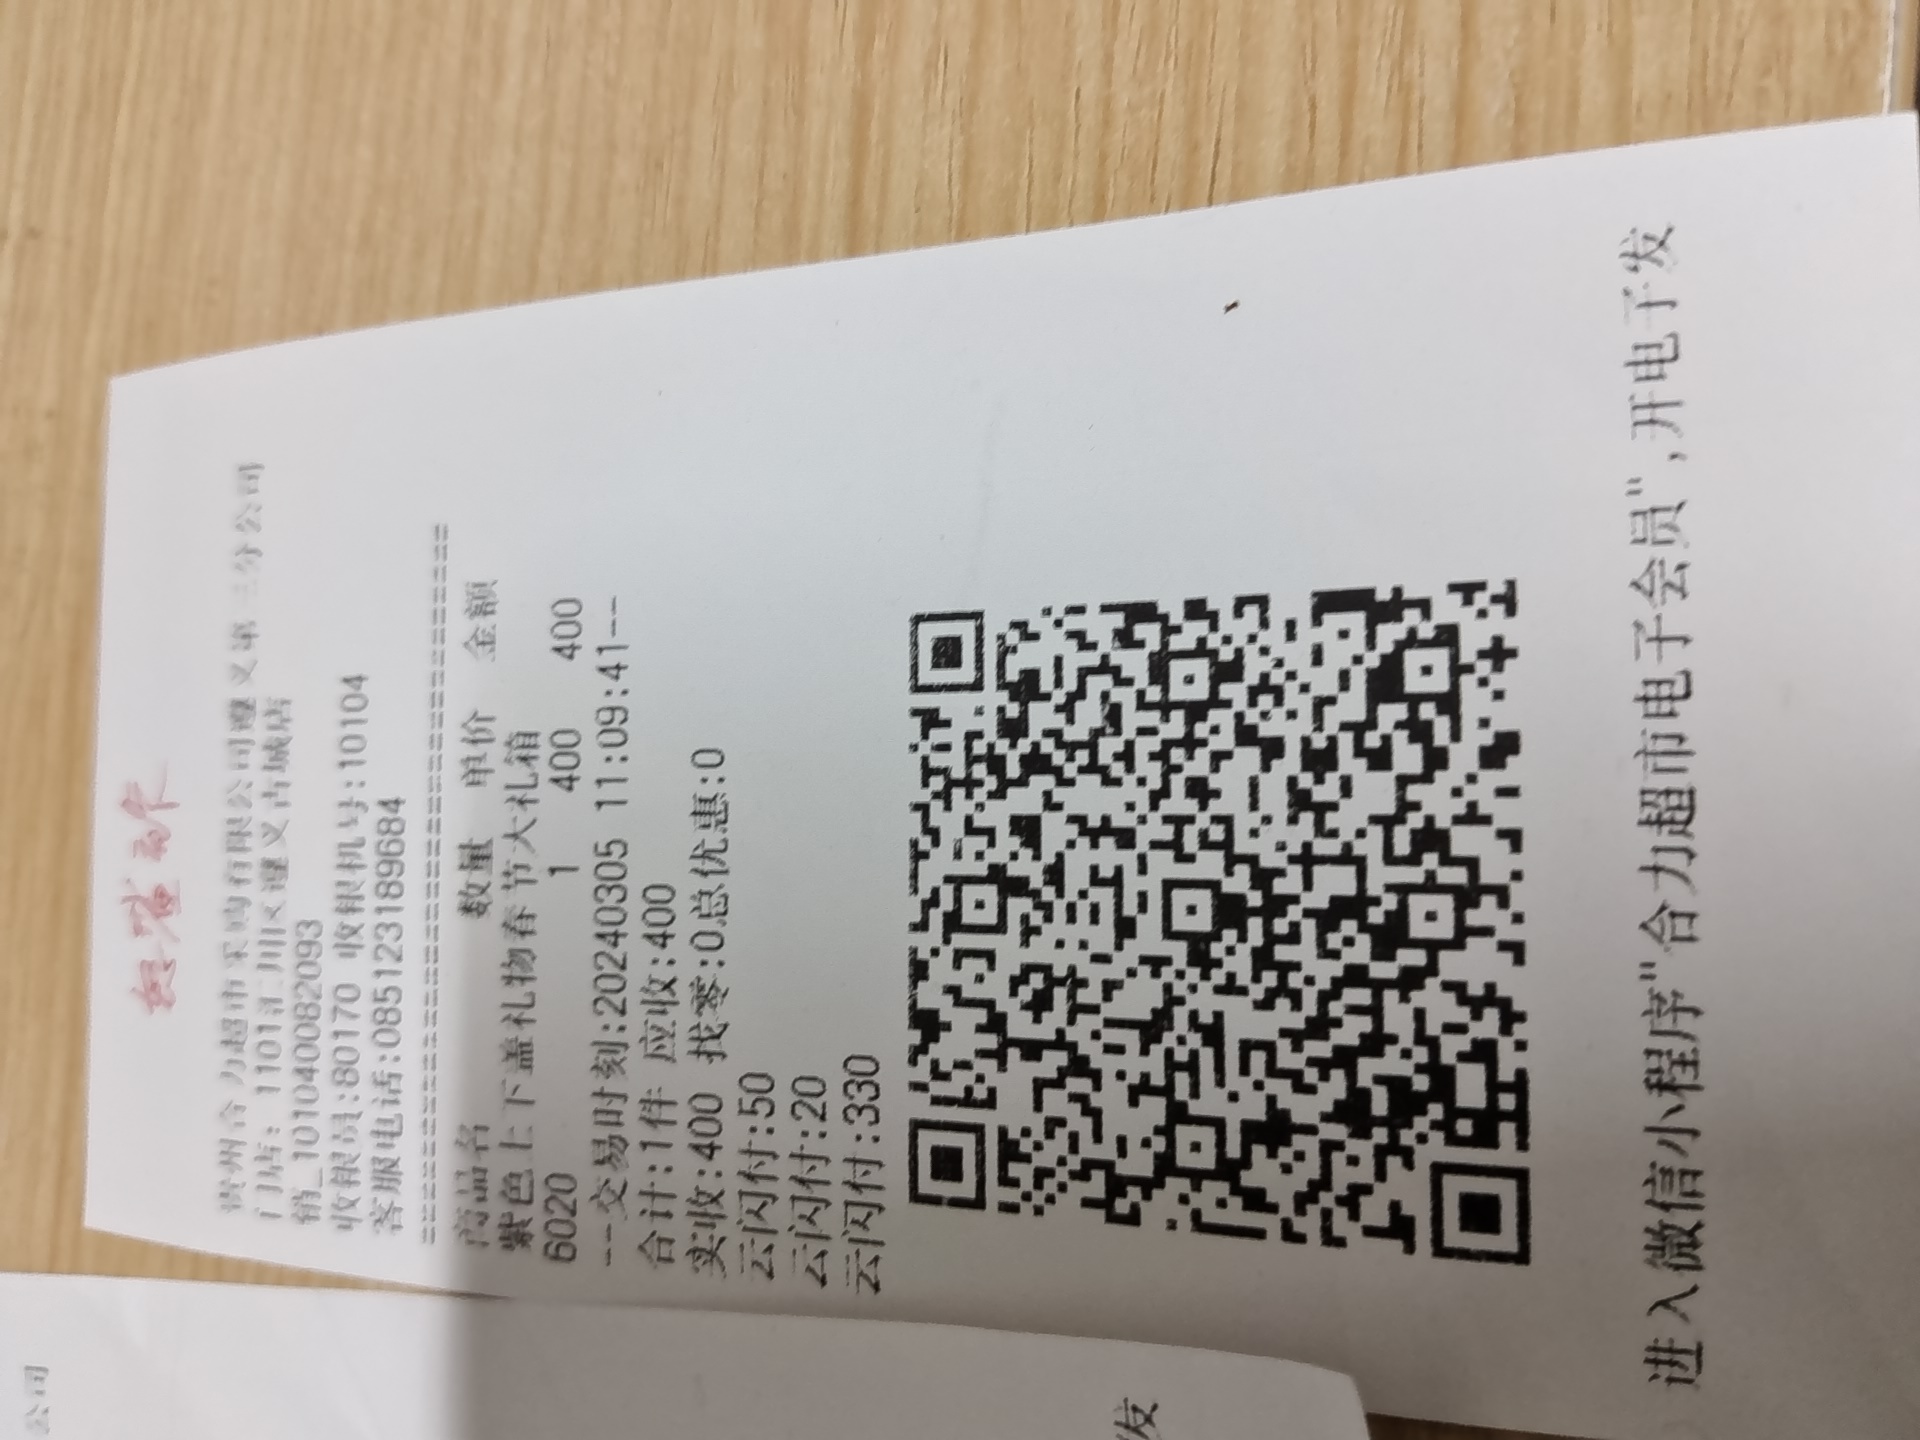 贵州合力超市采购有限公司遵义第三分公司
门店: 1101汇川区遵义古城店
销_101040082093
收银员:80170 收银机号:10104
客服电话:085123189684
商品名 数量 单价 金额
紫色上下盖礼物春节大礼箱
6020 1 400 400
--交易时刻:20240305 11:09:41--
合计:1件 应收:400
实收:400 找零:0总优惠:0
云闪付:50
云闪付:20
云闪付:330
进入微信小程序"合力超市电子会员",开电子发
公司
发